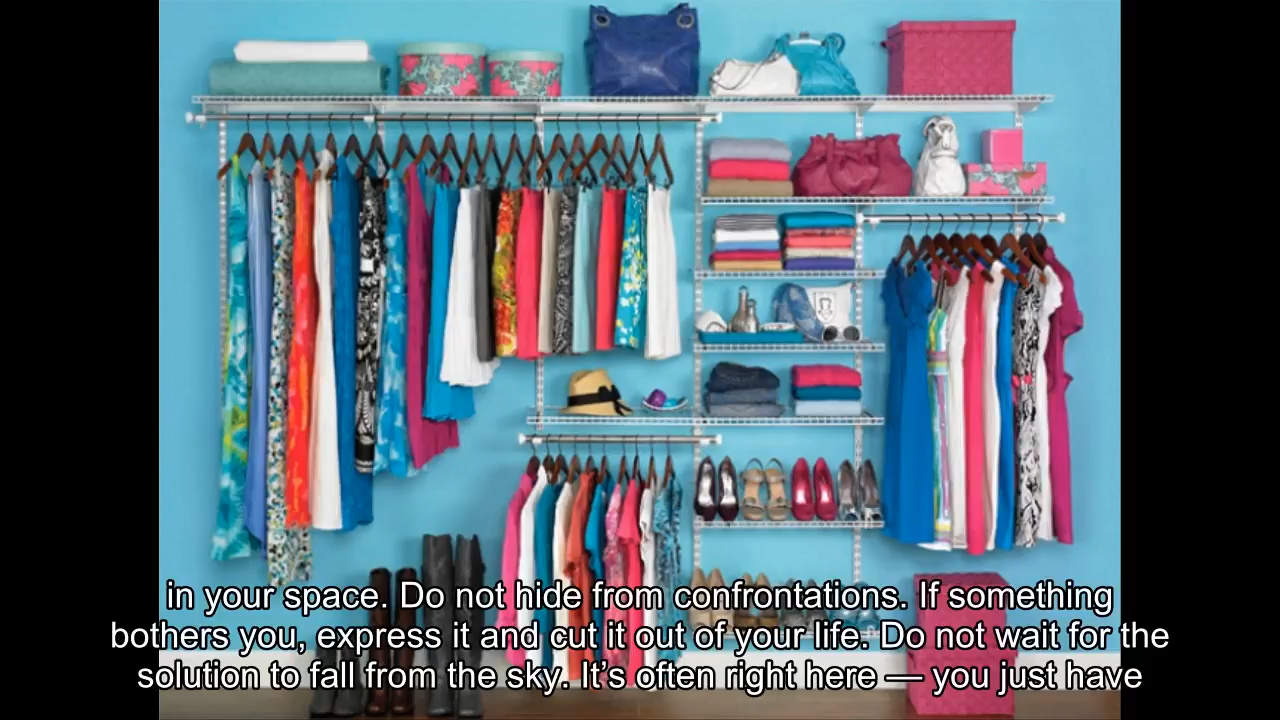 in your space. Do not hide from confrontations. If something
bothers you, express it and cut it out of your life. Do not wait for the
solution to fall from the sky. It’s often right here — you just have